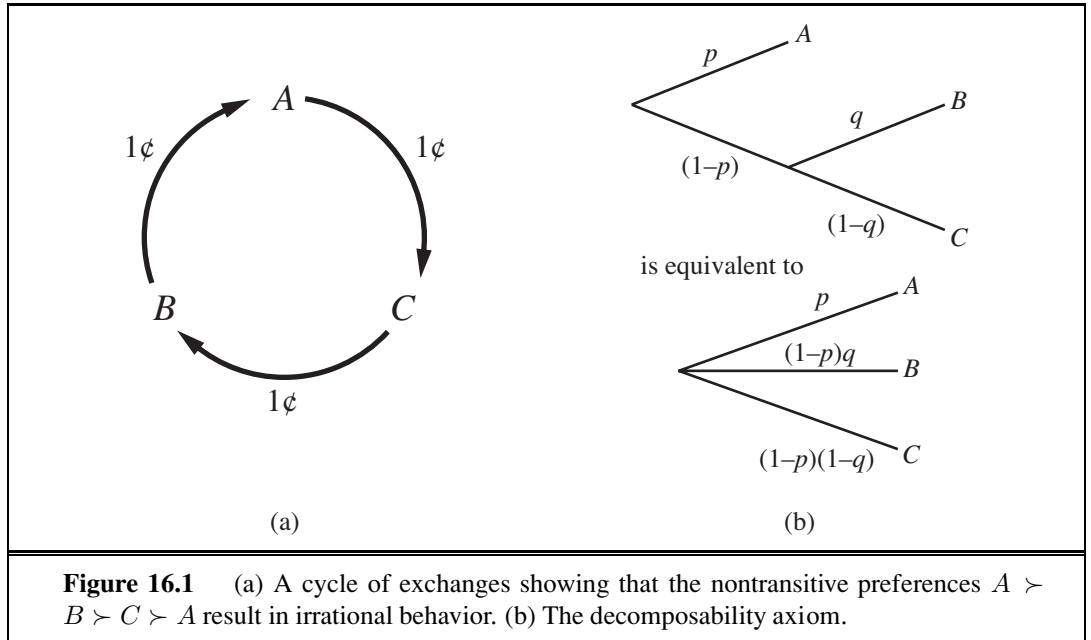 A
1¢
1¢
B
C
1¢
(a)
p
A
q
B
(1–p)
(1–q)
C
is equivalent to
p
A
(1–p)q
B
(1–p)(1–q)
C
(b)
Figure 16.1 (a) A cycle of exchanges showing that the nontransitive preferences A ≻
B ≻ C ≻ A result in irrational behavior. (b) The decomposability axiom.